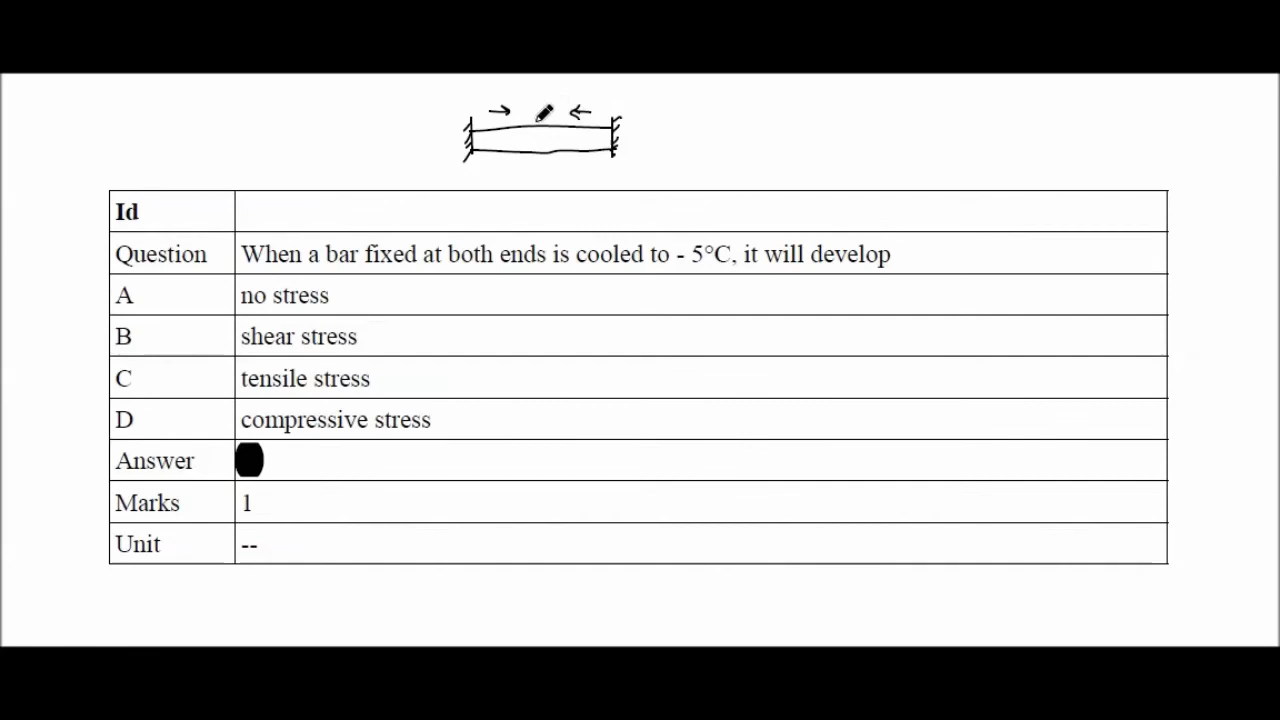 Id
Question When a bar fixed at both ends is cooled to - 5°C, it will develop
A no stress
B shear stress
C tensile stress
D compressive stress
Answer
Marks 1
Unit --